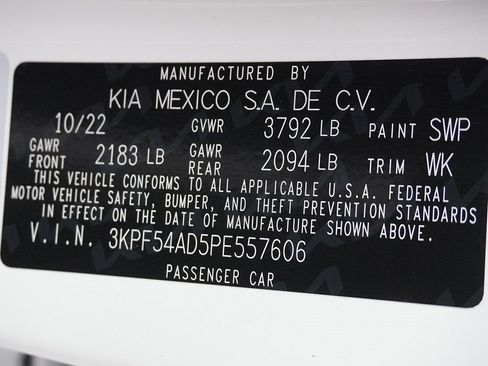 MANUFACTURED BY
KIA MEXICO S.A. DE C.V.
10/22 GVWR 3792 LB PAINT SWP
GAWR FRONT 2183 LB GAWR REAR 2094 LB TRIM WK
THIS VEHICLE CONFORMS TO ALL APPLICABLE U.S.A. FEDERAL
MOTOR VEHICLE SAFETY, BUMPER, AND THEFT PREVENTION STANDARDS
IN EFFECT ON THE DATE OF MANUFACTURE SHOWN ABOVE.
V.I.N. 3KPF54AD5PE557606
PASSENGER CAR